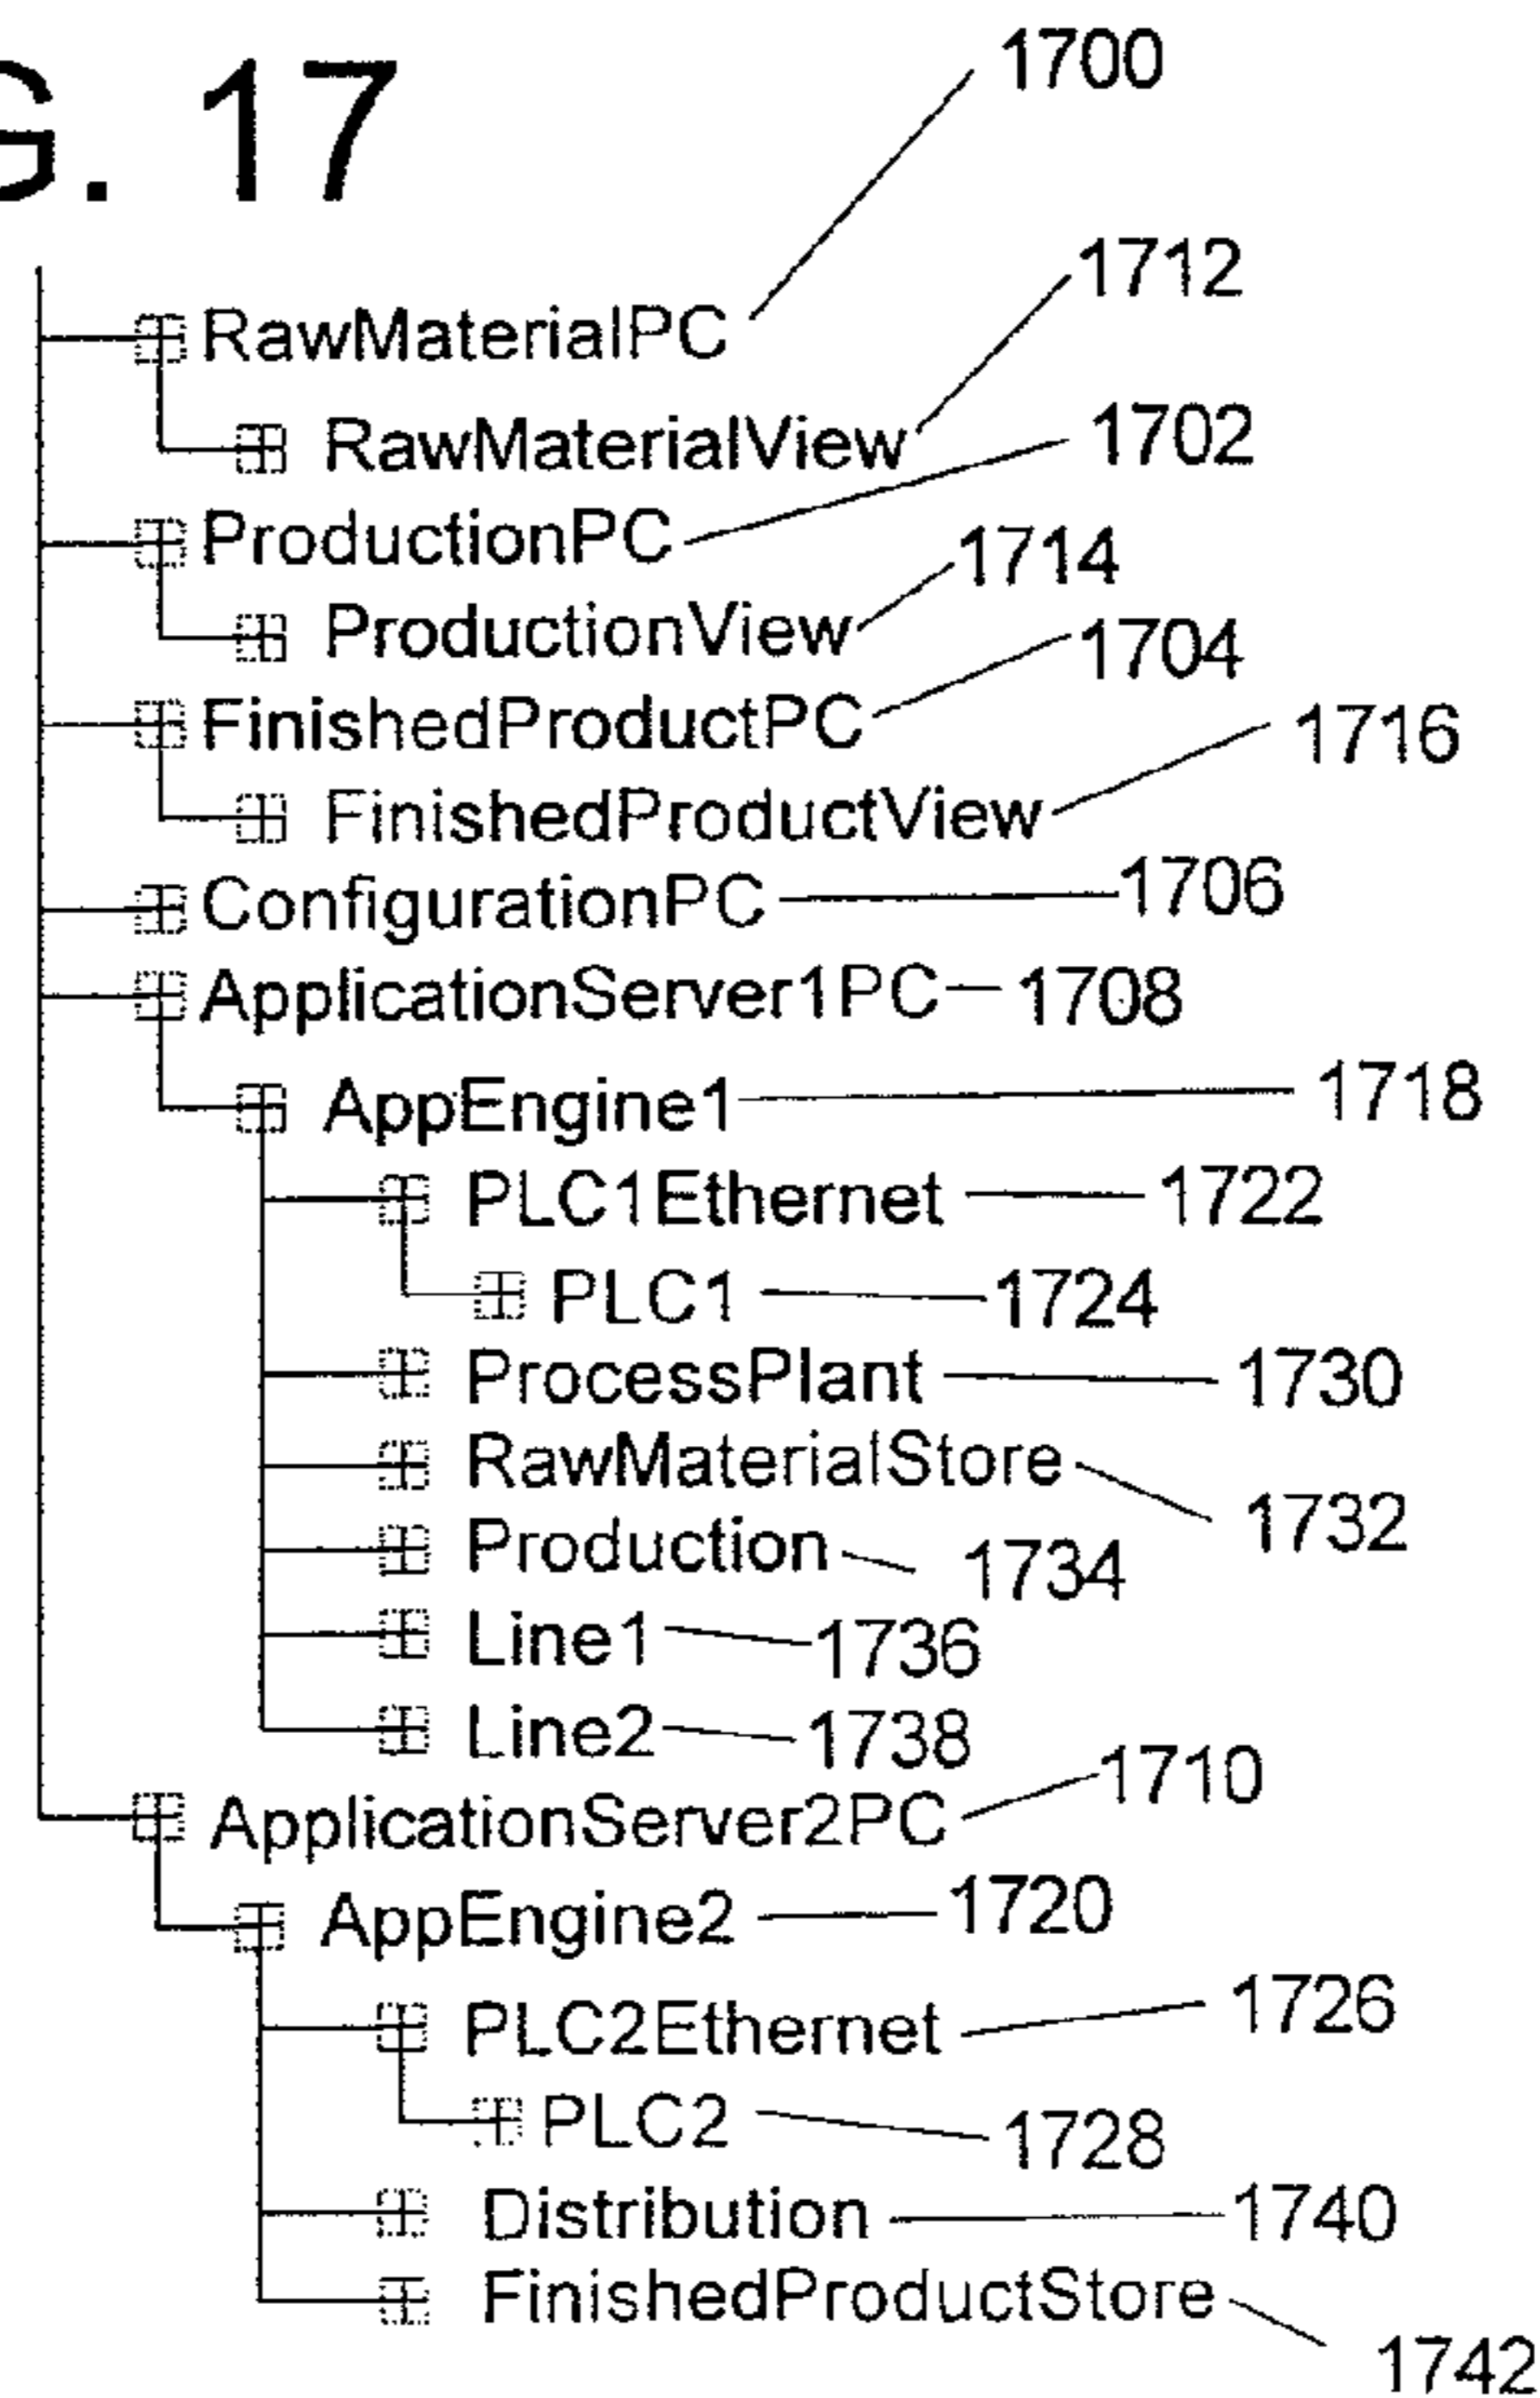 G. 17
1700
RawMaterialPC
1712
RawMaterialView
1702
ProductionPC
1714
ProductionView
1704
FinishedProductPC
1716
FinishedProductView
ConfigurationPC 1706
ApplicationServer1PC 1708
AppEngine1 1718
PLC1Ethernet 1722
PLC1 1724
ProcessPlant 1730
RawMaterialStore
1732
Production 1734
Line1 1736
Line2 1738
1710
ApplicationServer2PC
AppEngine2 1720
PLC2Ethernet 1726
PLC2 1728
Distribution 1740
FinishedProductStore
1742